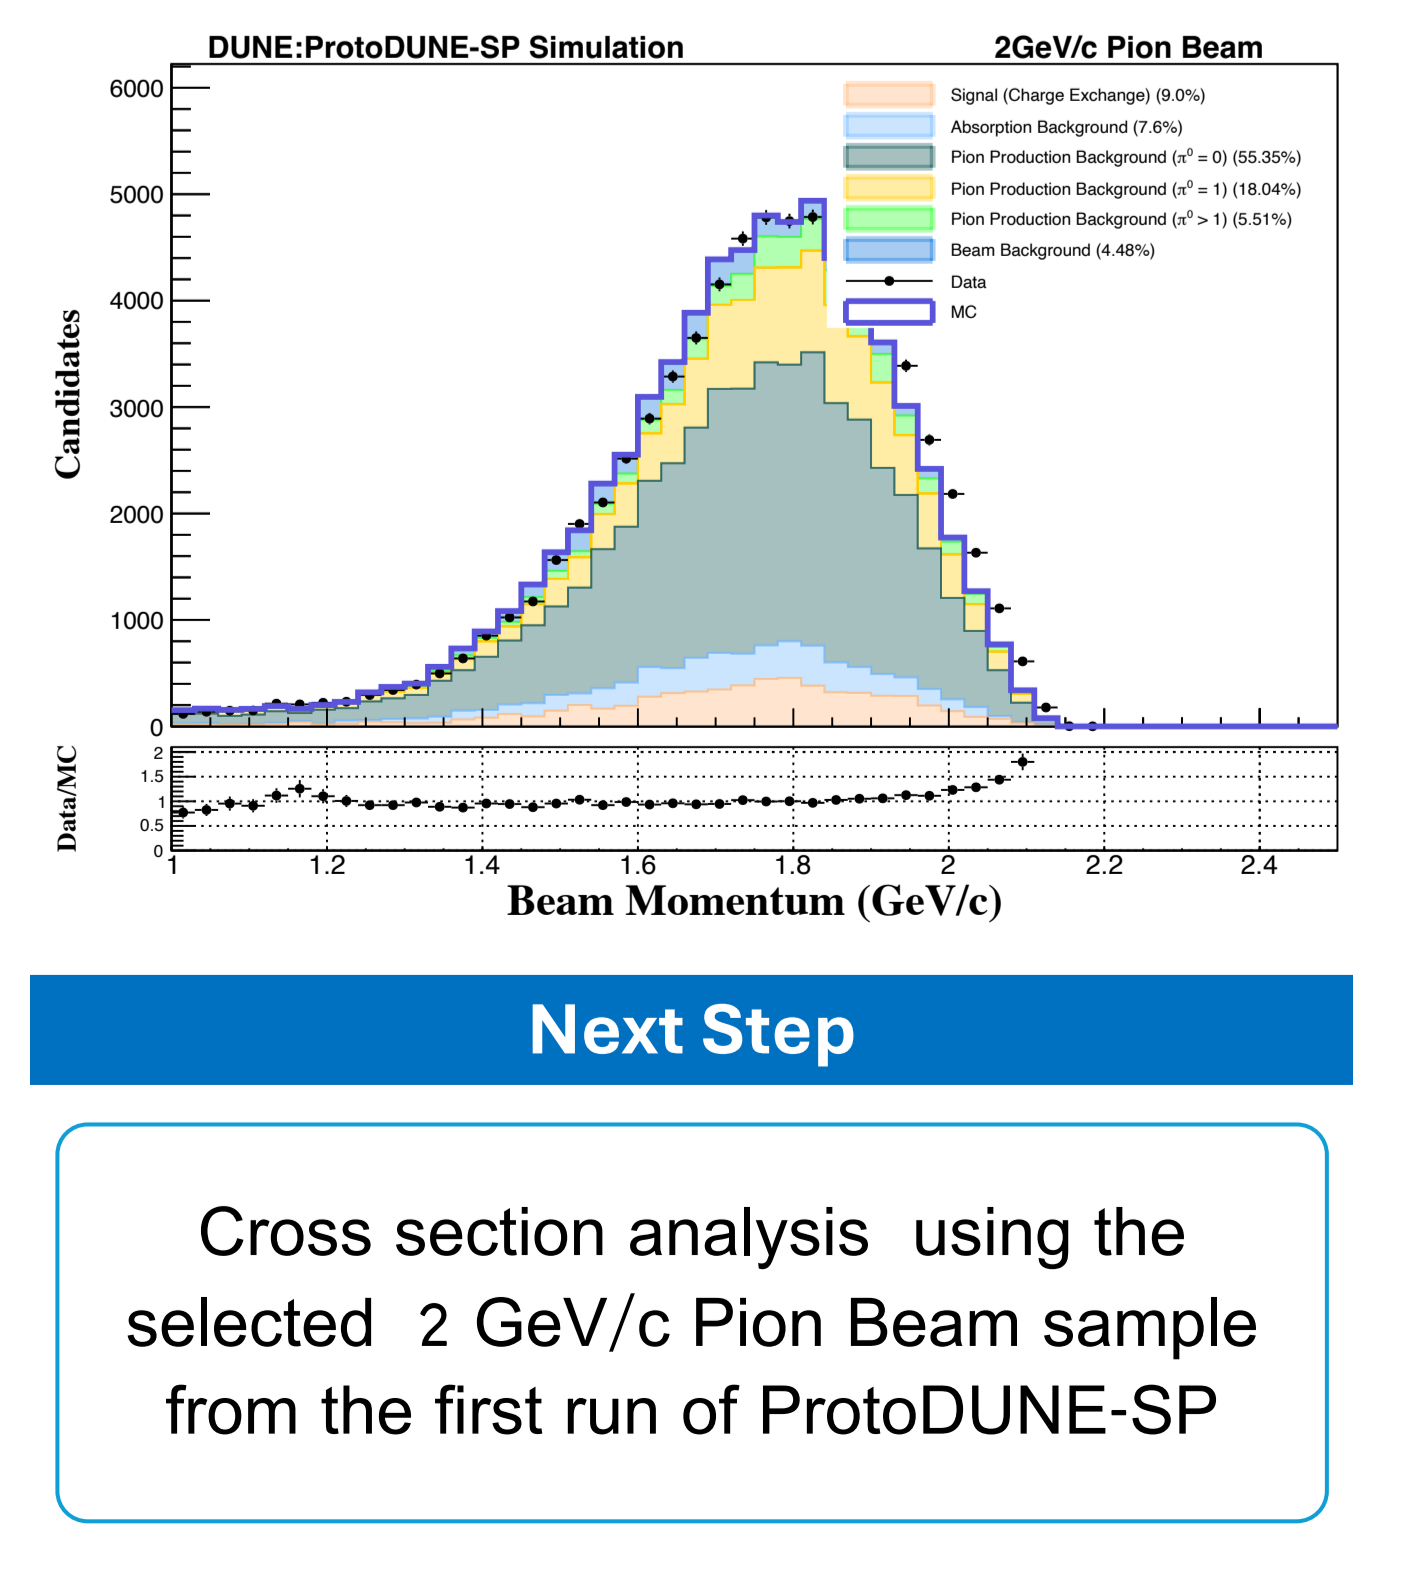 DUNE:ProtoDUNE-SP Simulation 2GeV/c Pion Beam
Candidates
6000
5000
4000
3000
2000
1000
0
Signal (Charge Exchange) (9.0%)
Absorption Background (7.6%)
Pion Production Background (π⁰ = 0) (55.35%)
Pion Production Background (π⁰ = 1) (18.04%)
Pion Production Background (π⁰ > 1) (5.51%)
Beam Background (4.48%)
Data
MC
Data/MC
2
1.5
1
0.5
0
1 1.2 1.4 1.6 1.8 2 2.2 2.4
Beam Momentum (GeV/c)
Next Step
Cross section analysis  using the
selected  2 GeV/c Pion Beam sample
from the first run of ProtoDUNE-SP